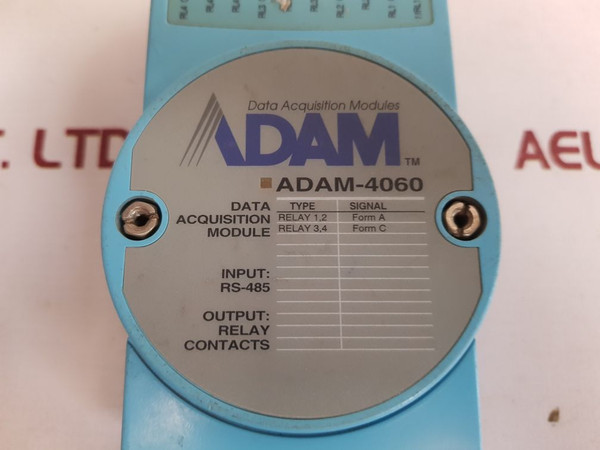 Data Acquisition Modules
ADAM TM
ADAM-4060
DATA ACQUISITION MODULE
TYPE SIGNAL
RELAY 1,2 Form A
RELAY 3,4 Form C
INPUT:
RS-485
OUTPUT:
RELAY
CONTACTS
. LTD
AEL